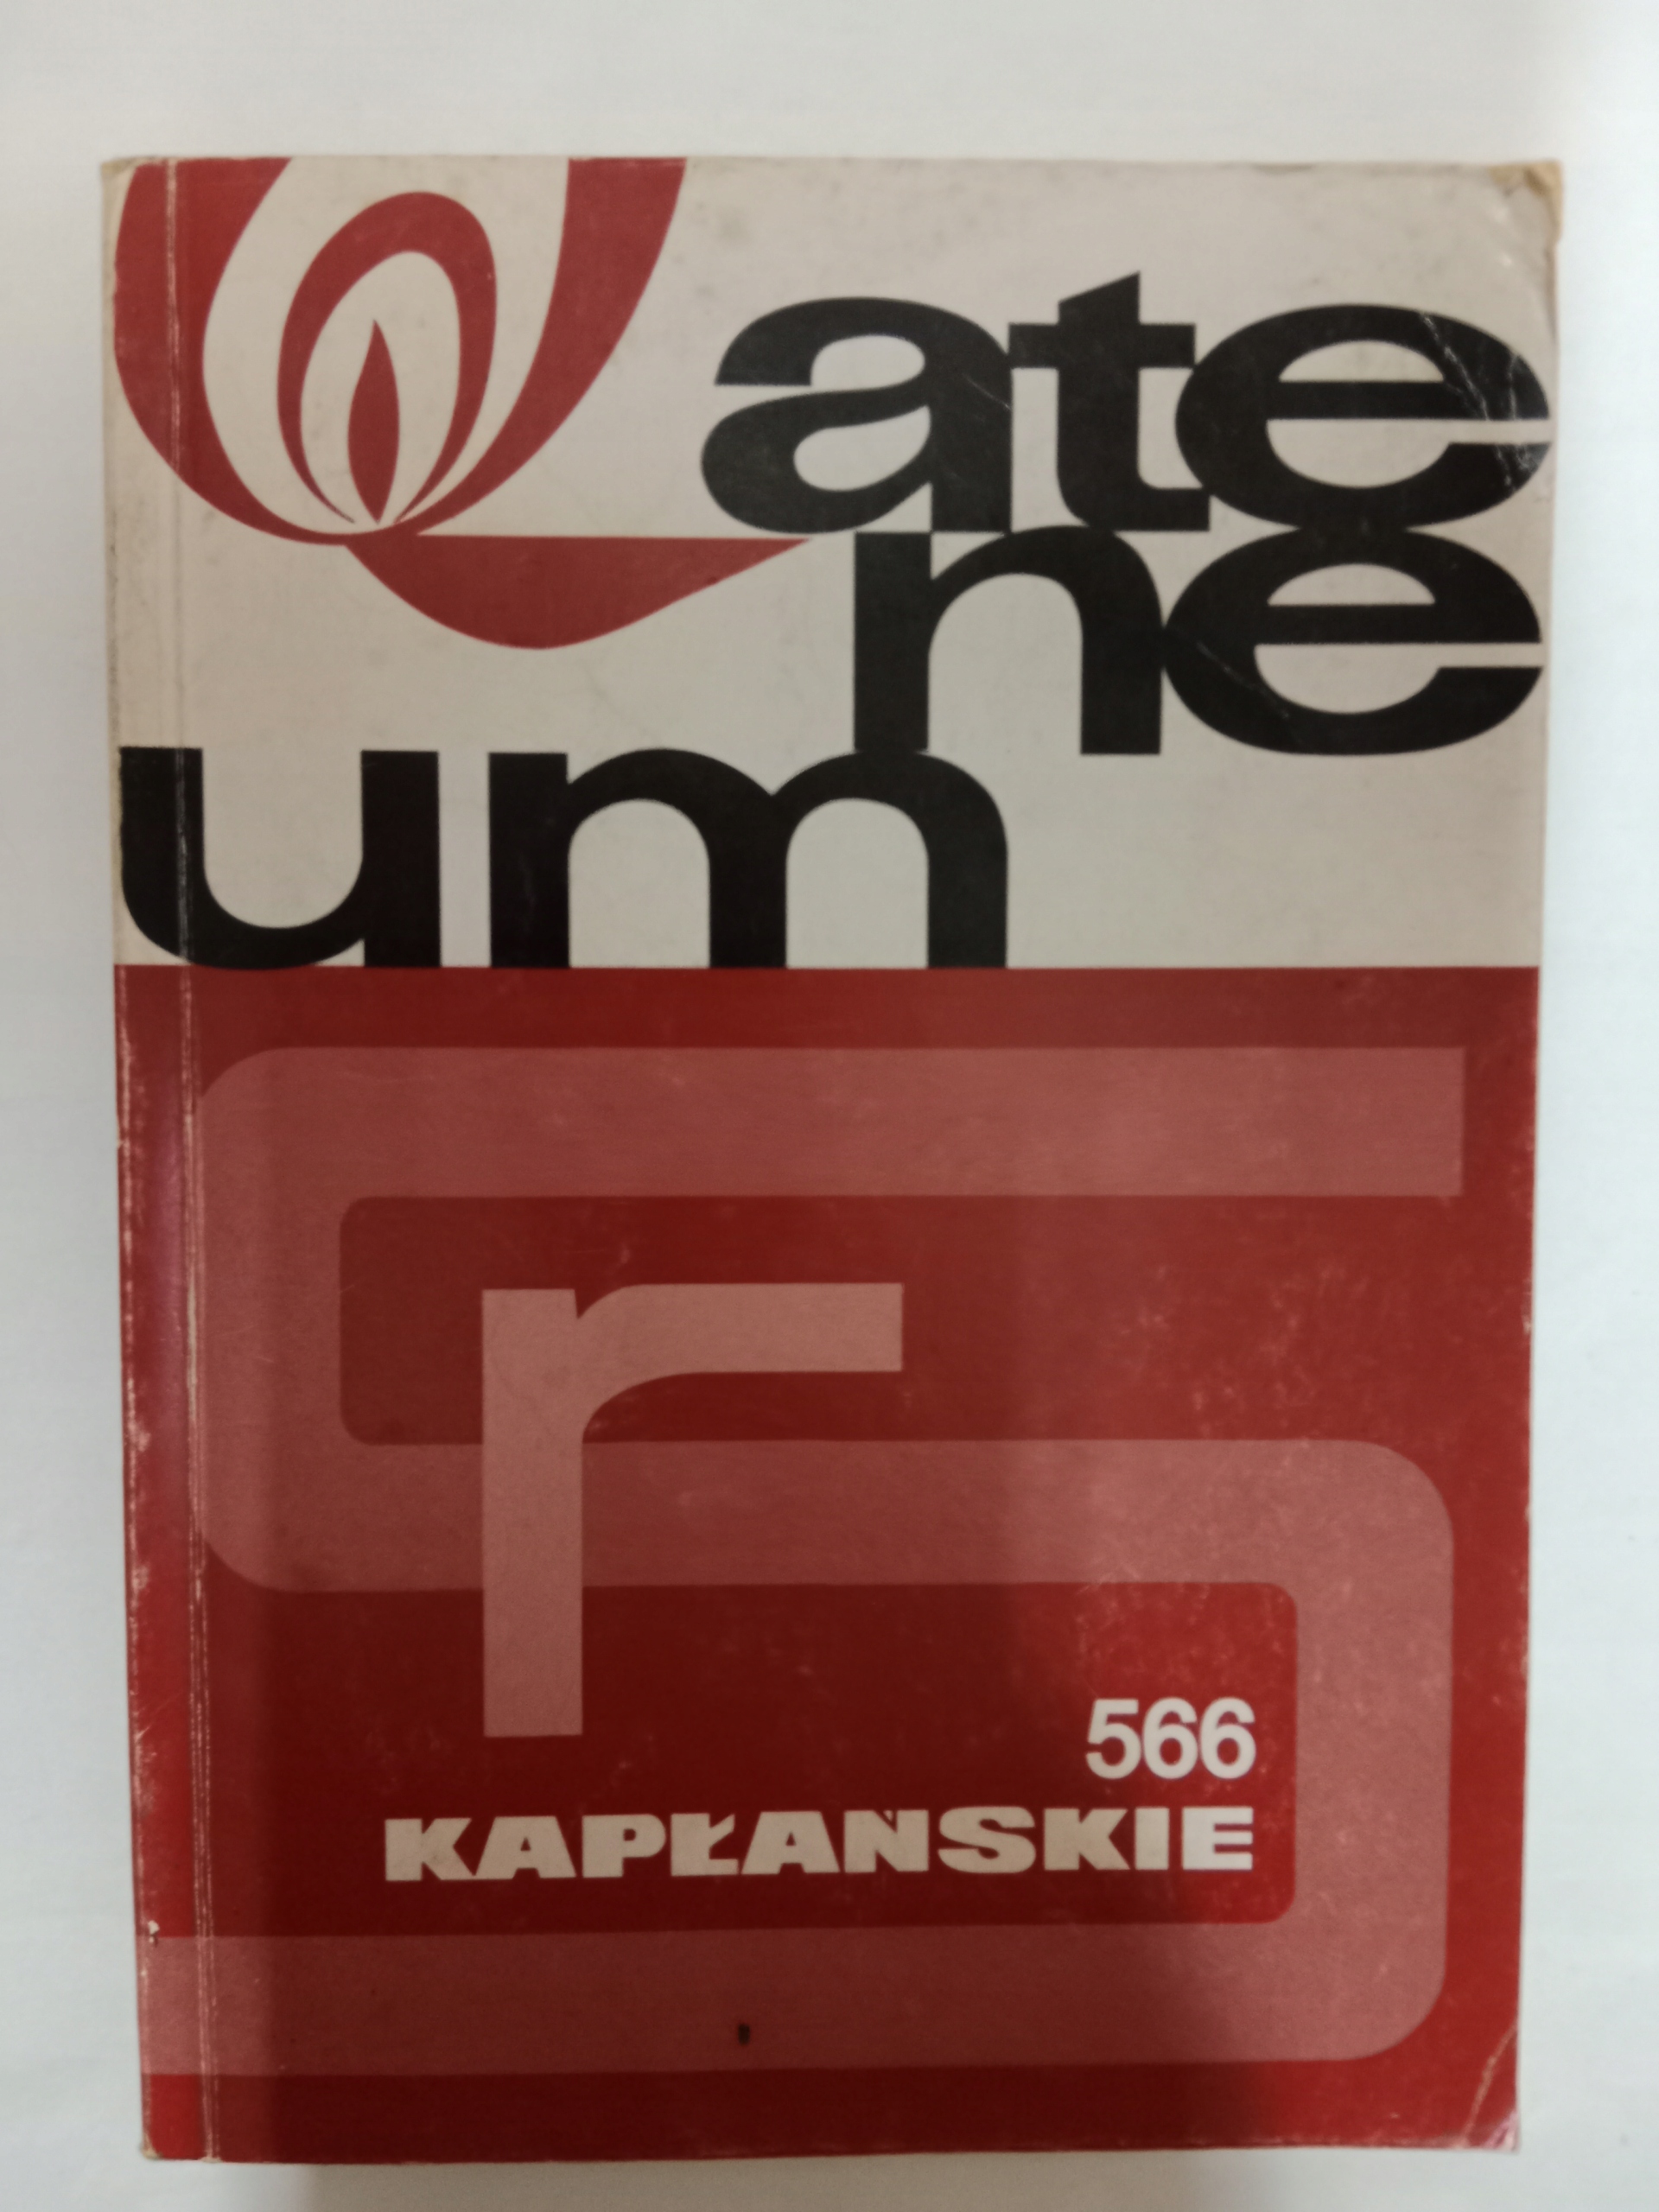 ate
ne
um
r
566
KAPŁAŃSKIE